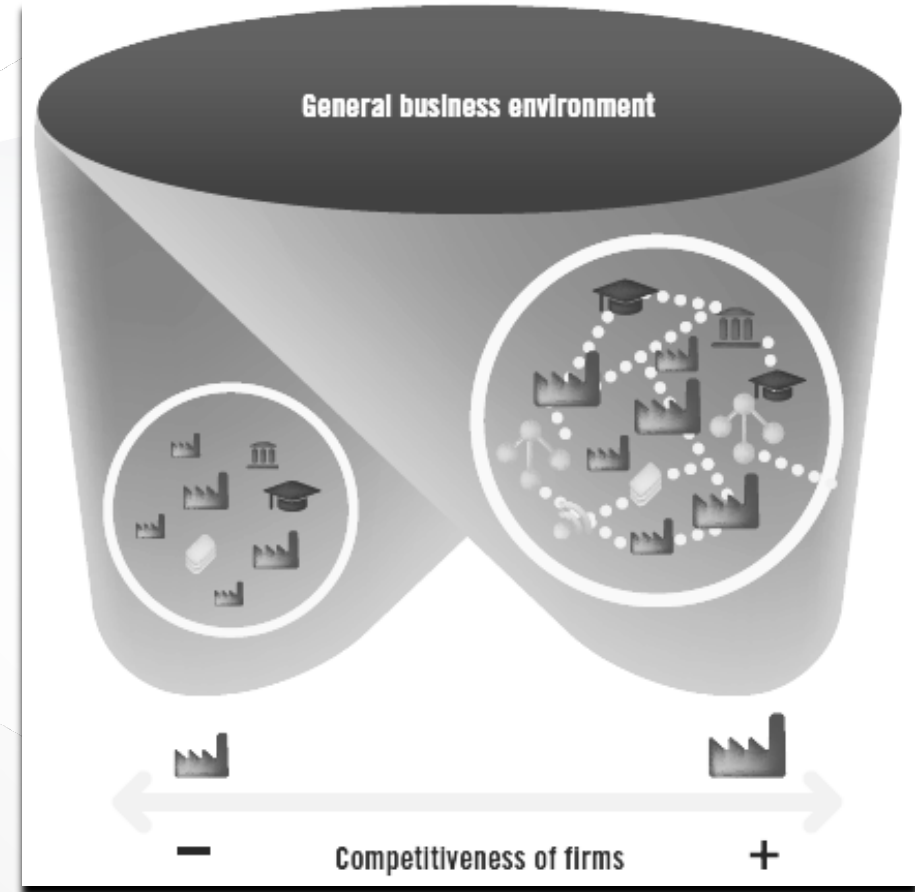 General business environment
− Competitiveness of firms +